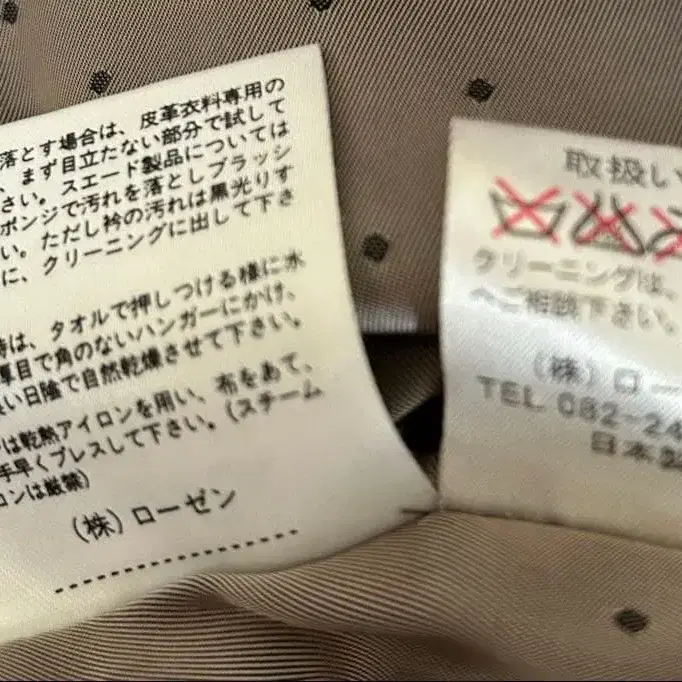 落とす場合は、皮革衣料専用の
、まず目立たない部分で試して
さい。スエード製品については
ポンジで汚れを落としブラッシ
い。ただし衿の汚れは黒光りす
に、クリーニングに出して下さ
時は、タオルで押しつける様に水
厚目で角のないハンガーにかけ、
良い日陰で自然乾燥させて下さい。
は乾熱アイロンを用い、布をあて、
手早くプレスして下さい。(スチーム
ロンは厳禁)
(株)ローゼン
取扱い
クリーニングは、
へご相談下さい。
(株)ロー
TEL 082-24
日本製